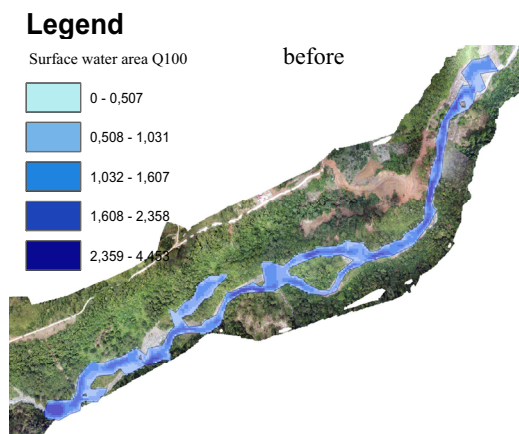 Legend
Surface water area Q100
before
0 - 0,507
0,508 - 1,031
1,032 - 1,607
1,608 - 2,358
2,359 - 4,453